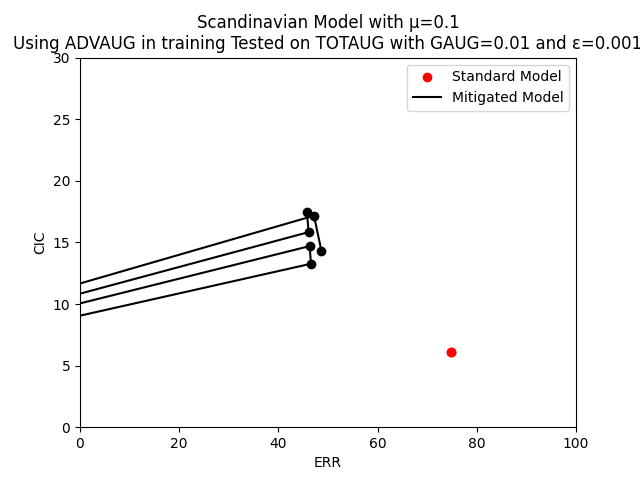 Scandinavian Model with μ=0.1
Using ADVAUG in training Tested on TOTAUG with GAUG=0.01 and ε=0.001
30
25
20
15
10
5
0
CIC
Standard Model
Mitigated Model
0 20 40 60 80 100
ERR